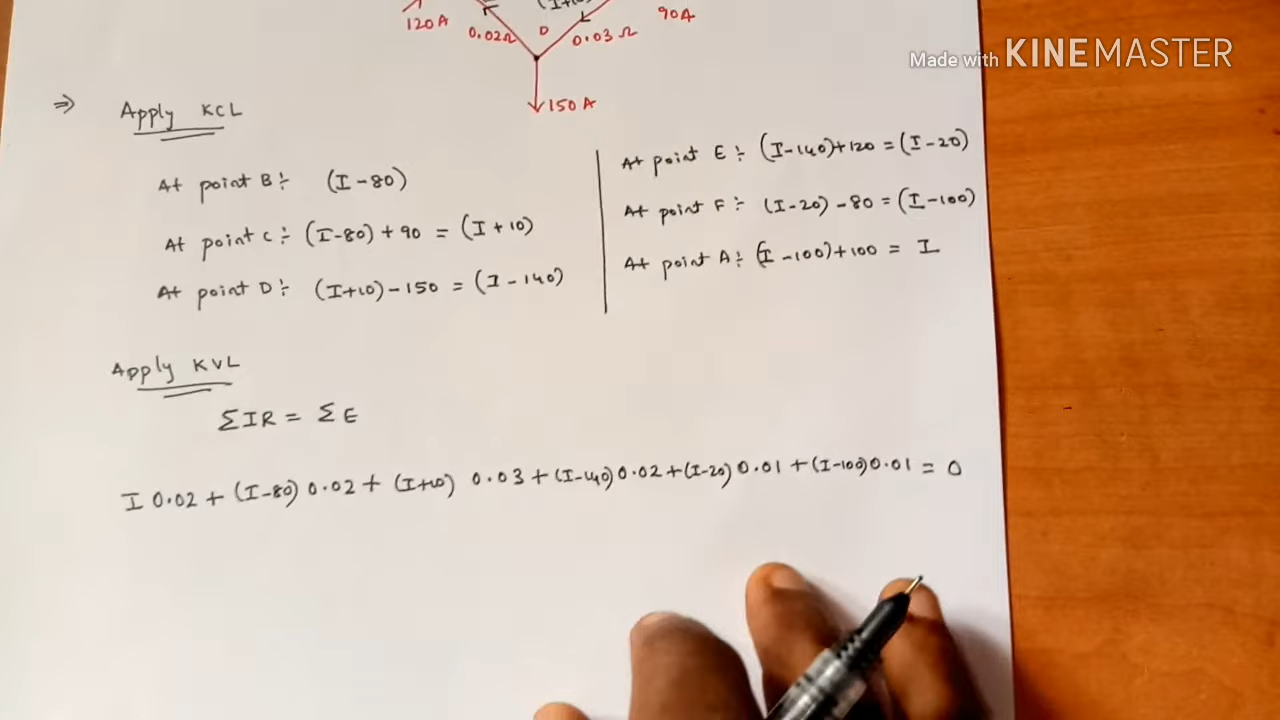 120 A
0.02Ω
D
0.03 Ω
90A
Made with KINEMASTER
150 A
⇒ Apply KCL
At point B :- (I-80)
At point C :- (I-80) + 90 = (I + 10)
At point D :- (I+10) - 150 = (I - 140)
At point E :- (I-140)+120 = (I-20)
At point F :- (I-20) - 80 = (I-100)
At point A :- (I-100)+100 = I
Apply KVL
ΣIR = ΣE
I 0.02 + (I-80) 0.02 + (I+10) 0.03 + (I-140) 0.02 + (I-20) 0.01 + (I-100) 0.01 = 0